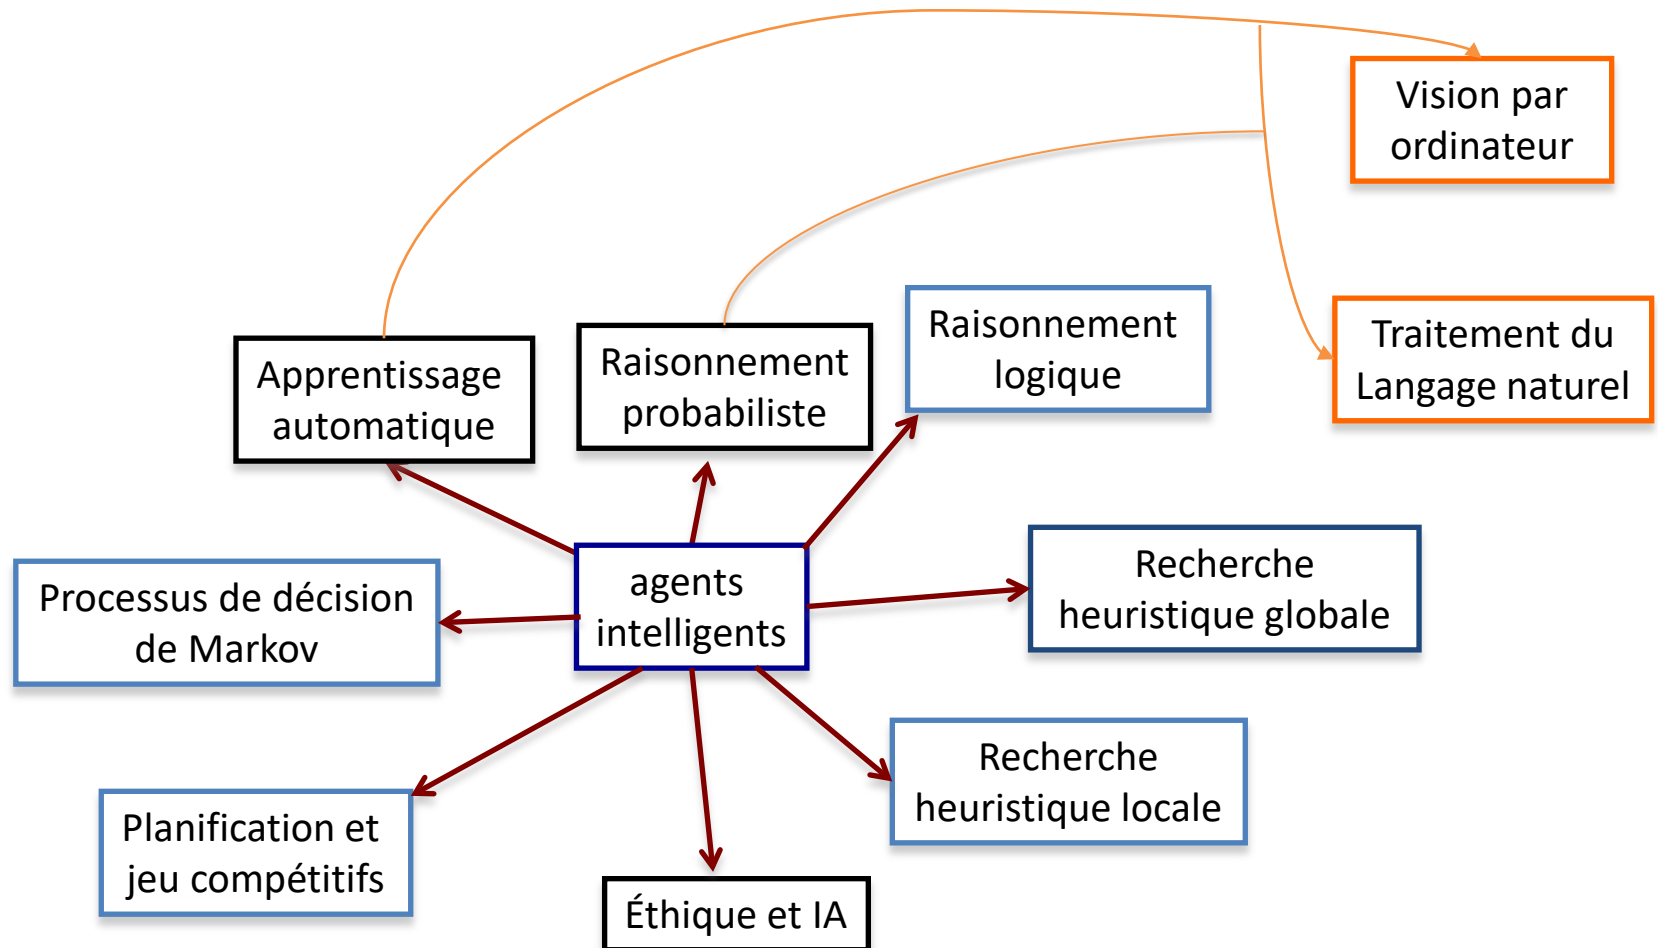 Vision par
ordinateur
Traitement du
Langage naturel
Raisonnement
logique
Raisonnement
probabiliste
Apprentissage
automatique
agents
intelligents
Recherche
heuristique globale
Processus de décision
de Markov
Recherche
heuristique locale
Planification et
jeu compétitifs
Éthique et IA